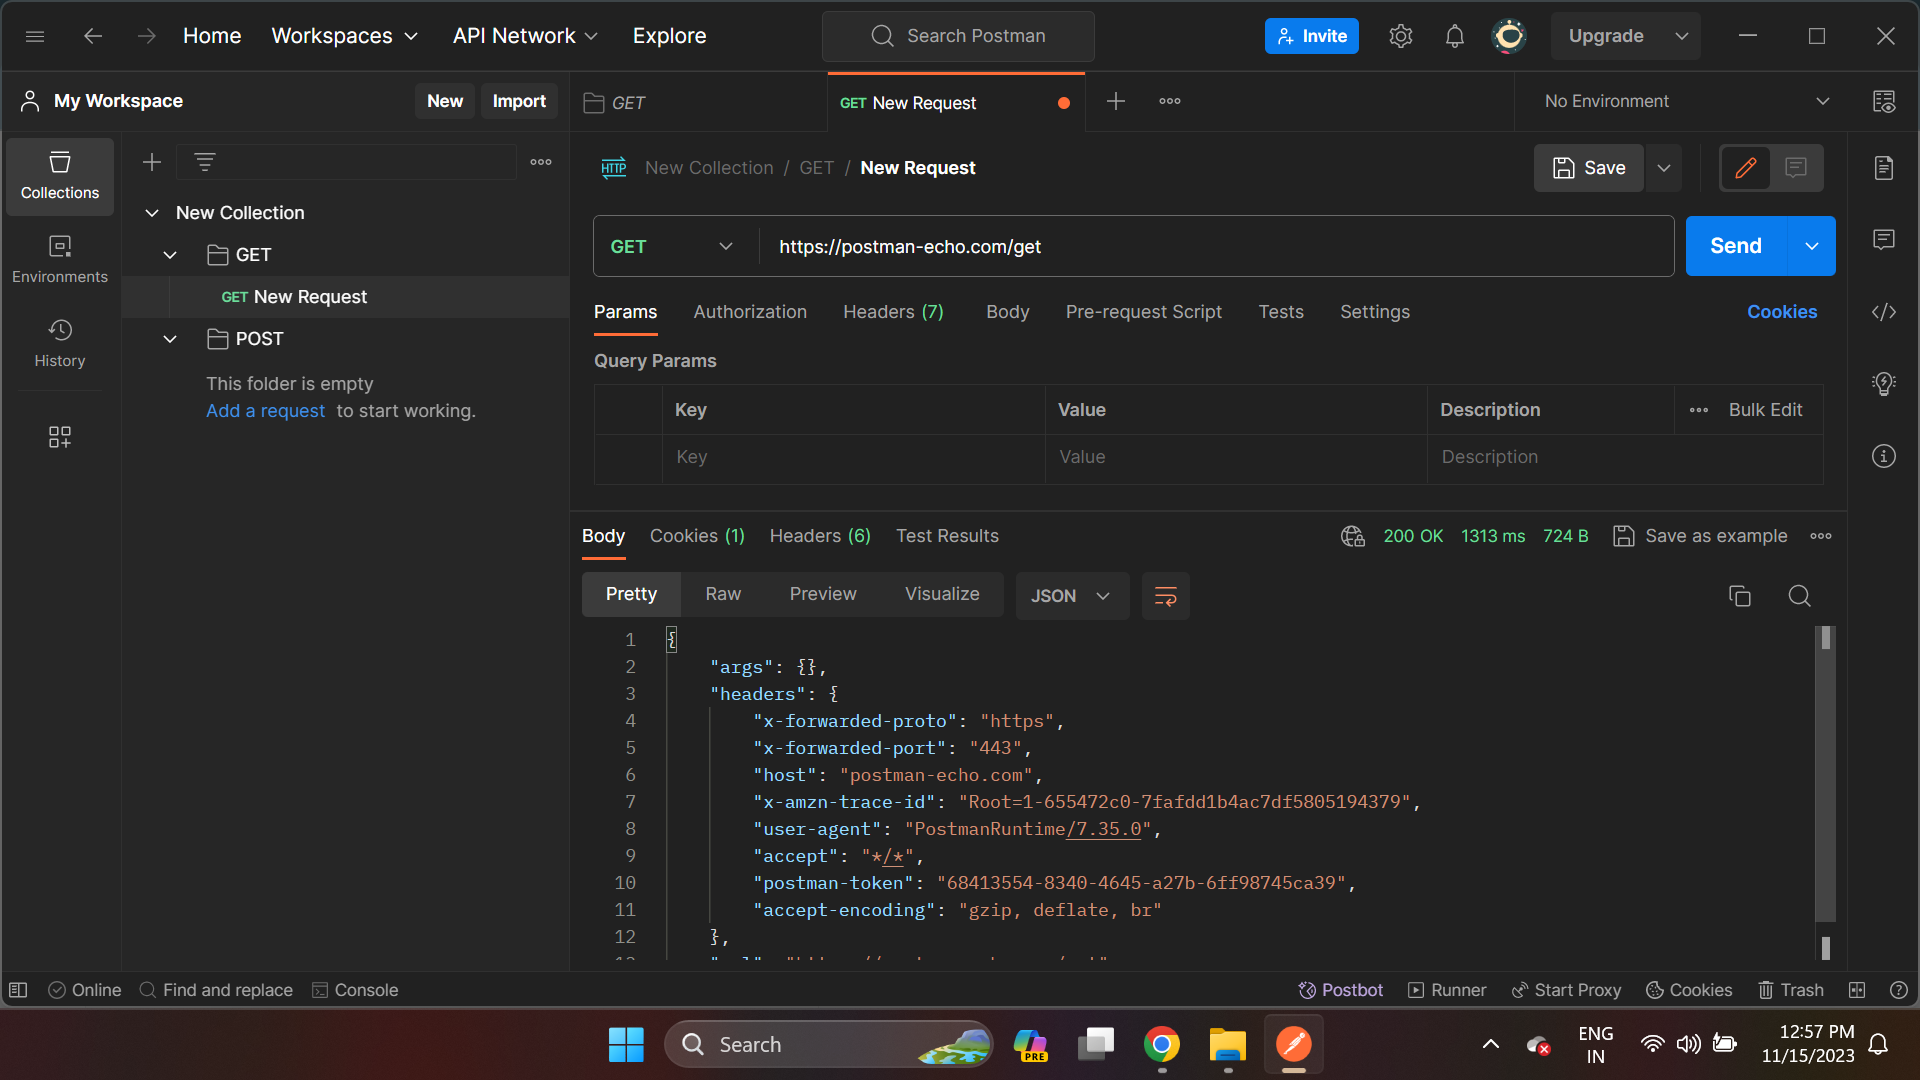 Home Workspaces API Network Explore Search Postman Invite Upgrade
My Workspace New Import GET GET New Request No Environment
Collections
Environments
History
New Collection
GET
GET New Request
POST
This folder is empty
Add a request to start working.
HTTP New Collection / GET / New Request Save
GET https://postman-echo.com/get Send
Params Authorization Headers (7) Body Pre-request Script Tests Settings Cookies
Query Params
Key Value Description Bulk Edit
Key Value Description
Body Cookies (1) Headers (6) Test Results 200 OK 1313 ms 724 B Save as example
Pretty Raw Preview Visualize JSON
1 {
2 "args": {},
3 "headers": {
4 "x-forwarded-proto": "https",
5 "x-forwarded-port": "443",
6 "host": "postman-echo.com",
7 "x-amzn-trace-id": "Root=1-655472c0-7fafdd1b4ac7df5805194379",
8 "user-agent": "PostmanRuntime/7.35.0",
9 "accept": "*/*",
10 "postman-token": "68413554-8340-4645-a27b-6ff98745ca39",
11 "accept-encoding": "gzip, deflate, br"
12 },
Online Find and replace Console Postbot Runner Start Proxy Cookies Trash
Search PRE ENG IN 12:57 PM
11/15/2023